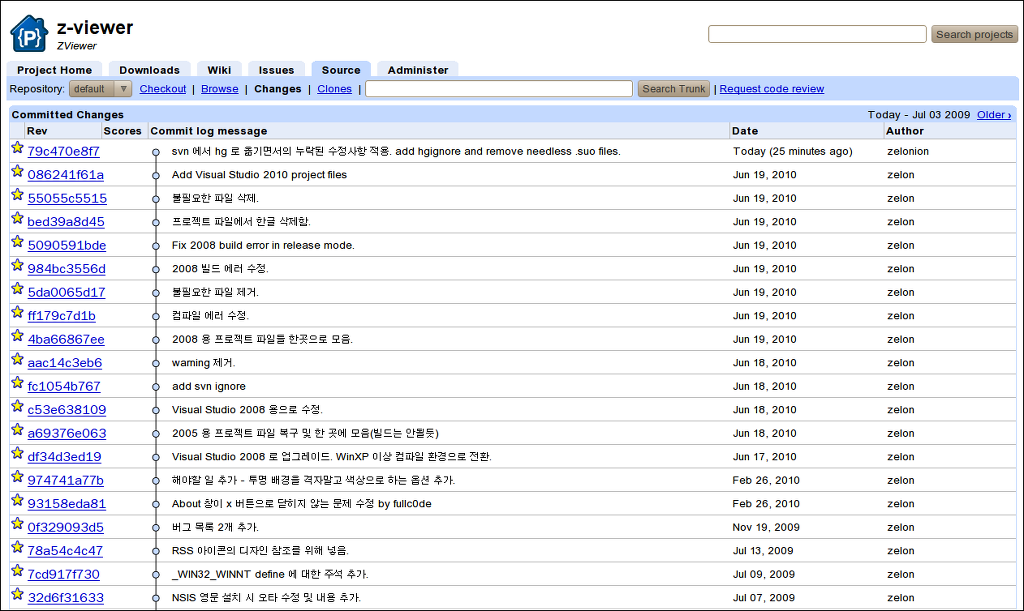 {P}
z-viewer
ZViewer
Search projects
Project Home Downloads Wiki Issues Source Administer
Repository: default ▼ Checkout | Browse | Changes | Clones | Search Trunk | Request code review
Committed Changes Today - Jul 03 2009 Older ›
Rev Scores Commit log message Date Author
79c470e8f7 svn 에서 hg 로 옮기면서의 누락된 수정사항 적용. add hgignore and remove needless .suo files. Today (25 minutes ago) zelonion
086241f61a Add Visual Studio 2010 project files Jun 19, 2010 zelon
55055c5515 불필요한 파일 삭제. Jun 19, 2010 zelon
bed39a8d45 프로젝트 파일에서 한글 삭제함. Jun 19, 2010 zelon
5090591bde Fix 2008 build error in release mode. Jun 19, 2010 zelon
984bc3556d 2008 빌드 에러 수정. Jun 19, 2010 zelon
5da0065d17 불필요한 파일 제거. Jun 19, 2010 zelon
ff179c7d1b 컴파일 에러 수정. Jun 19, 2010 zelon
4ba66867ee 2008 용 프로젝트 파일들 한곳으로 모음. Jun 19, 2010 zelon
aac14c3eb6 warning 제거. Jun 18, 2010 zelon
fc1054b767 add svn ignore Jun 18, 2010 zelon
c53e638109 Visual Studio 2008 용으로 수정. Jun 18, 2010 zelon
a69376e063 2005 용 프로젝트 파일 복구 및 한 곳에 모음(빌드는 안될듯) Jun 18, 2010 zelon
df34d3ed19 Visual Studio 2008 로 업그레이드. WinXP 이상 컴파일 환경으로 전환. Jun 17, 2010 zelon
974741a77b 해야할 일 추가 - 투명 배경을 격자말고 색상으로 하는 옵션 추가. Feb 26, 2010 zelon
93158eda81 About 창이 x 버튼으로 닫히지 않는 문제 수정 by fullc0de Feb 26, 2010 zelon
0f329093d5 버그 목록 2개 추가. Nov 19, 2009 zelon
78a54c4c47 RSS 아이콘의 디자인 참조를 위해 넣음. Jul 13, 2009 zelon
7cd917f730 _WIN32_WINNT define 에 대한 주석 추가. Jul 09, 2009 zelon
32d6f31633 NSIS 영문 설치 시 오타 수정 및 내용 추가. Jul 07, 2009 zelon